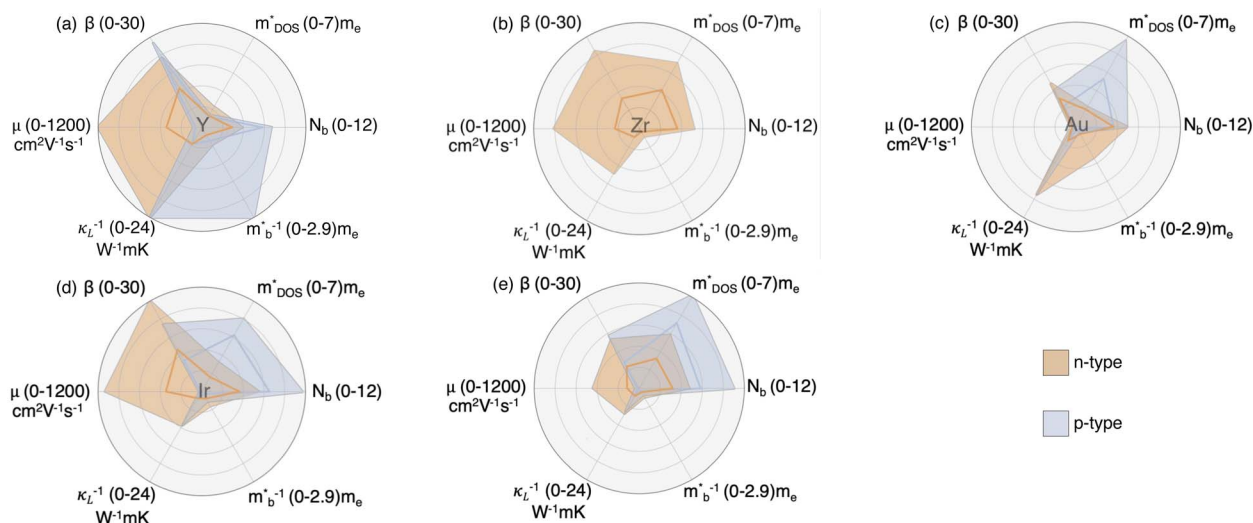 (a) β (0-30)
m*DOS (0-7)me
μ (0-1200)
cm²V⁻¹s⁻¹
Y
Nb (0-12)
κL⁻¹ (0-24)
W⁻¹mK
m*b⁻¹ (0-2.9)me
(b) β (0-30)
m*DOS (0-7)me
μ (0-1200)
cm²V⁻¹s⁻¹
Zr
Nb (0-12)
κL⁻¹ (0-24)
W⁻¹mK
m*b⁻¹ (0-2.9)me
(c) β (0-30)
m*DOS (0-7)me
μ (0-1200)
cm²V⁻¹s⁻¹
Au
Nb (0-12)
κL⁻¹ (0-24)
W⁻¹mK
m*b⁻¹ (0-2.9)me
(d) β (0-30)
m*DOS (0-7)me
μ (0-1200)
cm²V⁻¹s⁻¹
Ir
Nb (0-12)
κL⁻¹ (0-24)
W⁻¹mK
m*b⁻¹ (0-2.9)me
(e) β (0-30)
m*DOS (0-7)me
μ (0-1200)
cm²V⁻¹s⁻¹
Nb (0-12)
κL⁻¹ (0-24)
W⁻¹mK
m*b⁻¹ (0-2.9)me
n-type
p-type